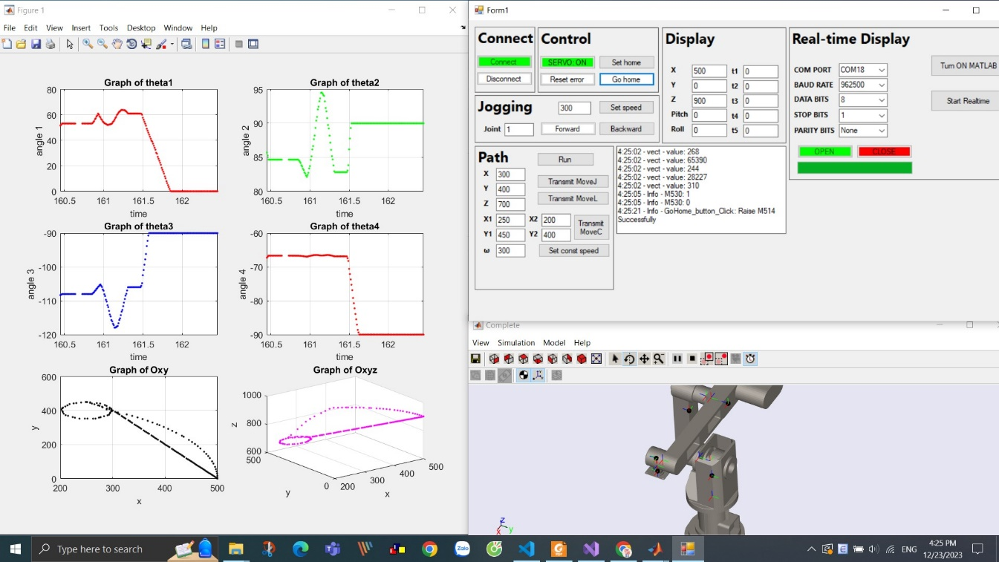 Figure 1
File Edit View Insert Tools Desktop Window Help
Graph of theta1
angle 1
80
60
40
20
0
160.5 161 161.5 162
time
Graph of theta2
angle 2
95
90
85
80
160.5 161 161.5 162
time
Graph of theta3
angle 3
-90
-100
-110
-120
160.5 161 161.5 162
time
Graph of theta4
angle 4
-60
-70
-80
-90
160.5 161 161.5 162
time
Graph of Oxy
y
600
400
200
0
200 300 400 500
x
Graph of Oxyz
z
1000
800
600
500
0
y
200
300
400
500
x
Form1
Connect
Connect
Disconnect
Control
SERVO: ON Set home
Reset error Go home
Jogging 300 Set speed
Joint 1 Forward Backward
Display
X 500 t1 0
Y 0 t2 0
Z 900 t3 0
Pitch 0 t4 0
Roll 0 t5 0
Real-time Display
COM PORT COM18
BAUD RATE 962500
DATA BITS 8
STOP BITS 1
PARITY BITS None
OPEN CLOSE
Turn ON MATLAB
Start Realtime
Path
Run
X 300
Y 400
Z 700
Transmit MoveJ
Transmit MoveL
X1 250 X2 200
Y1 450 Y2 400
Transmit
MoveC
ω 300
Set const speed
4:25:02 - vect - value: 268
4:25:02 - vect - value: 65390
4:25:02 - vect - value: 244
4:25:02 - vect - value: 28227
4:25:02 - vect - value: 310
4:25:05 - Info - M530: 1
4:25:05 - Info - M530: 0
4:25:21 - Info - GoHome_button_Click: Raise M514
Successfully
Complete
View Simulation Model Help
z
y
x
Type here to search
Zalo
ENG
4:25 PM
12/23/2023